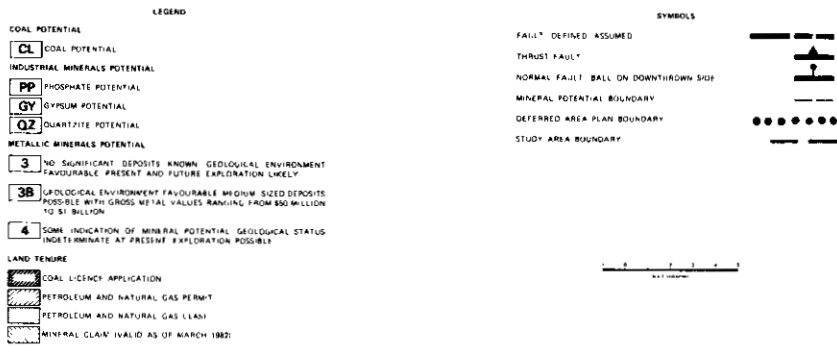 LEGEND
COAL POTENTIAL
CL COAL POTENTIAL
INDUSTRIAL MINERALS POTENTIAL
PP PHOSPHATE POTENTIAL
GY GYPSUM POTENTIAL
QZ QUARTZITE POTENTIAL
METALLIC MINERALS POTENTIAL
3 NO SIGNIFICANT DEPOSITS KNOWN GEOLOGICAL ENVIRONMENT
FAVOURABLE PRESENT AND FUTURE EXPLORATION LIKELY
3B GEOLOGICAL ENVIRONMENT FAVOURABLE MEDIUM SIZED DEPOSITS
POSSIBLE WITH GROSS METAL VALUES RANGING FROM $50 MILLION
TO $1 BILLION
4 SOME INDICATION OF MINERAL POTENTIAL GEOLOGICAL STATUS
INDETERMINATE AT PRESENT EXPLORATION POSSIBLE
LAND TENURE
COAL LICENCE APPLICATION
PETROLEUM AND NATURAL GAS PERMIT
PETROLEUM AND NATURAL GAS LEASE
MINERAL CLAIM (VALID AS OF MARCH 1982)
SYMBOLS
FAULT DEFINED ASSUMED
THRUST FAULT
NORMAL FAULT BALL ON DOWNTHROWN SIDE
MINERAL POTENTIAL BOUNDARY
DEFERRED AREA PLAN BOUNDARY
STUDY AREA BOUNDARY